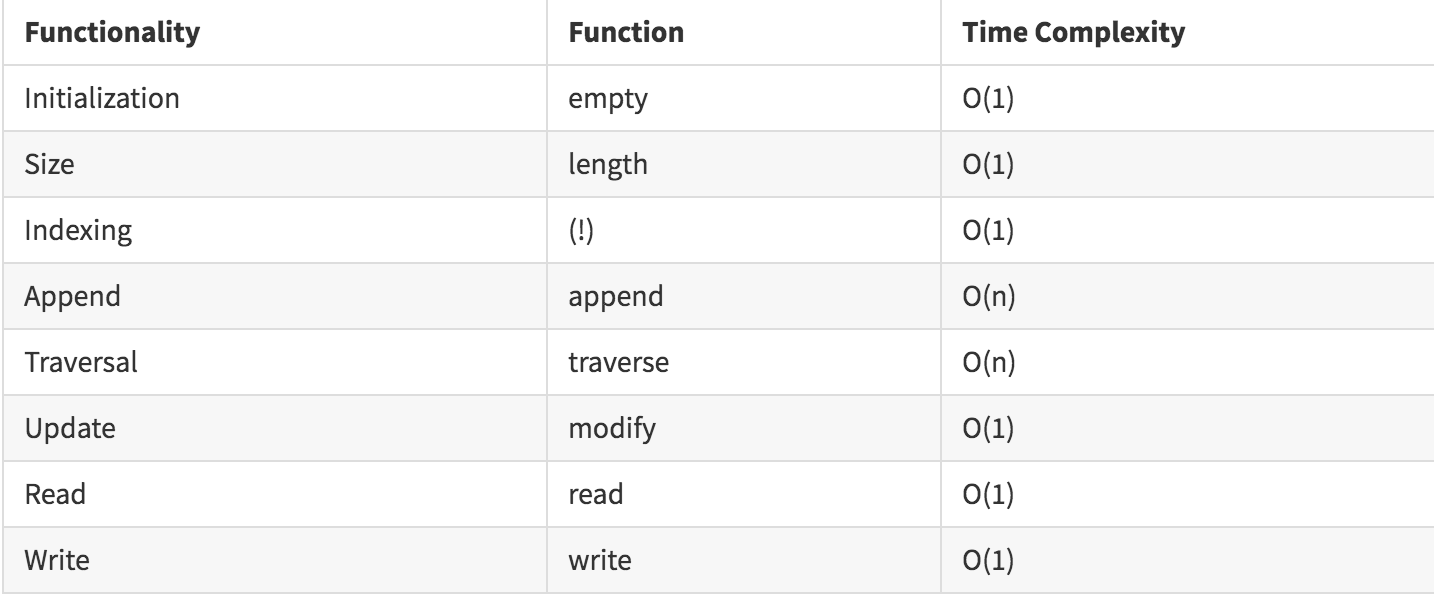 Functionality Function Time Complexity
Initialization empty O(1)
Size length O(1)
Indexing (!) O(1)
Append append O(n)
Traversal traverse O(n)
Update modify O(1)
Read read O(1)
Write write O(1)